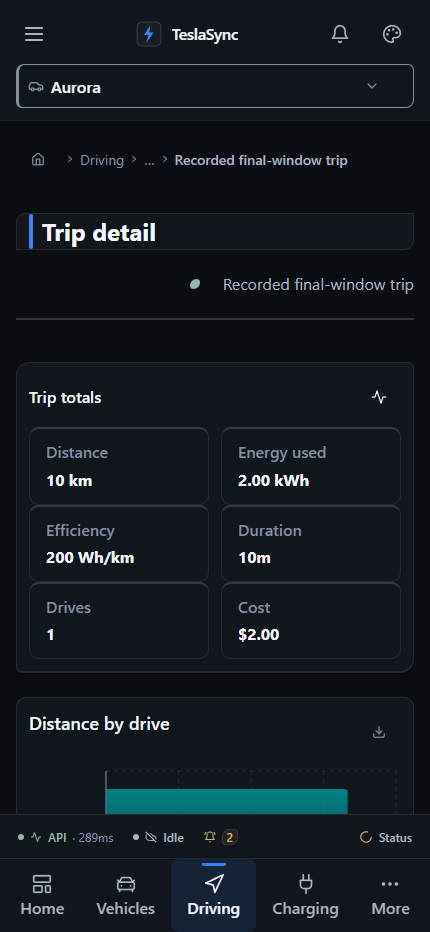 TeslaSync
Aurora
Driving
...
Recorded final-window trip
Trip detail
Recorded final-window trip
Trip totals
Distance
10 km
Energy used
2.00 kWh
Efficiency
200 Wh/km
Duration
10m
Drives
1
Cost
$2.00
Distance by drive
API · 289ms
Idle
2
Status
Home
Vehicles
Driving
Charging
More